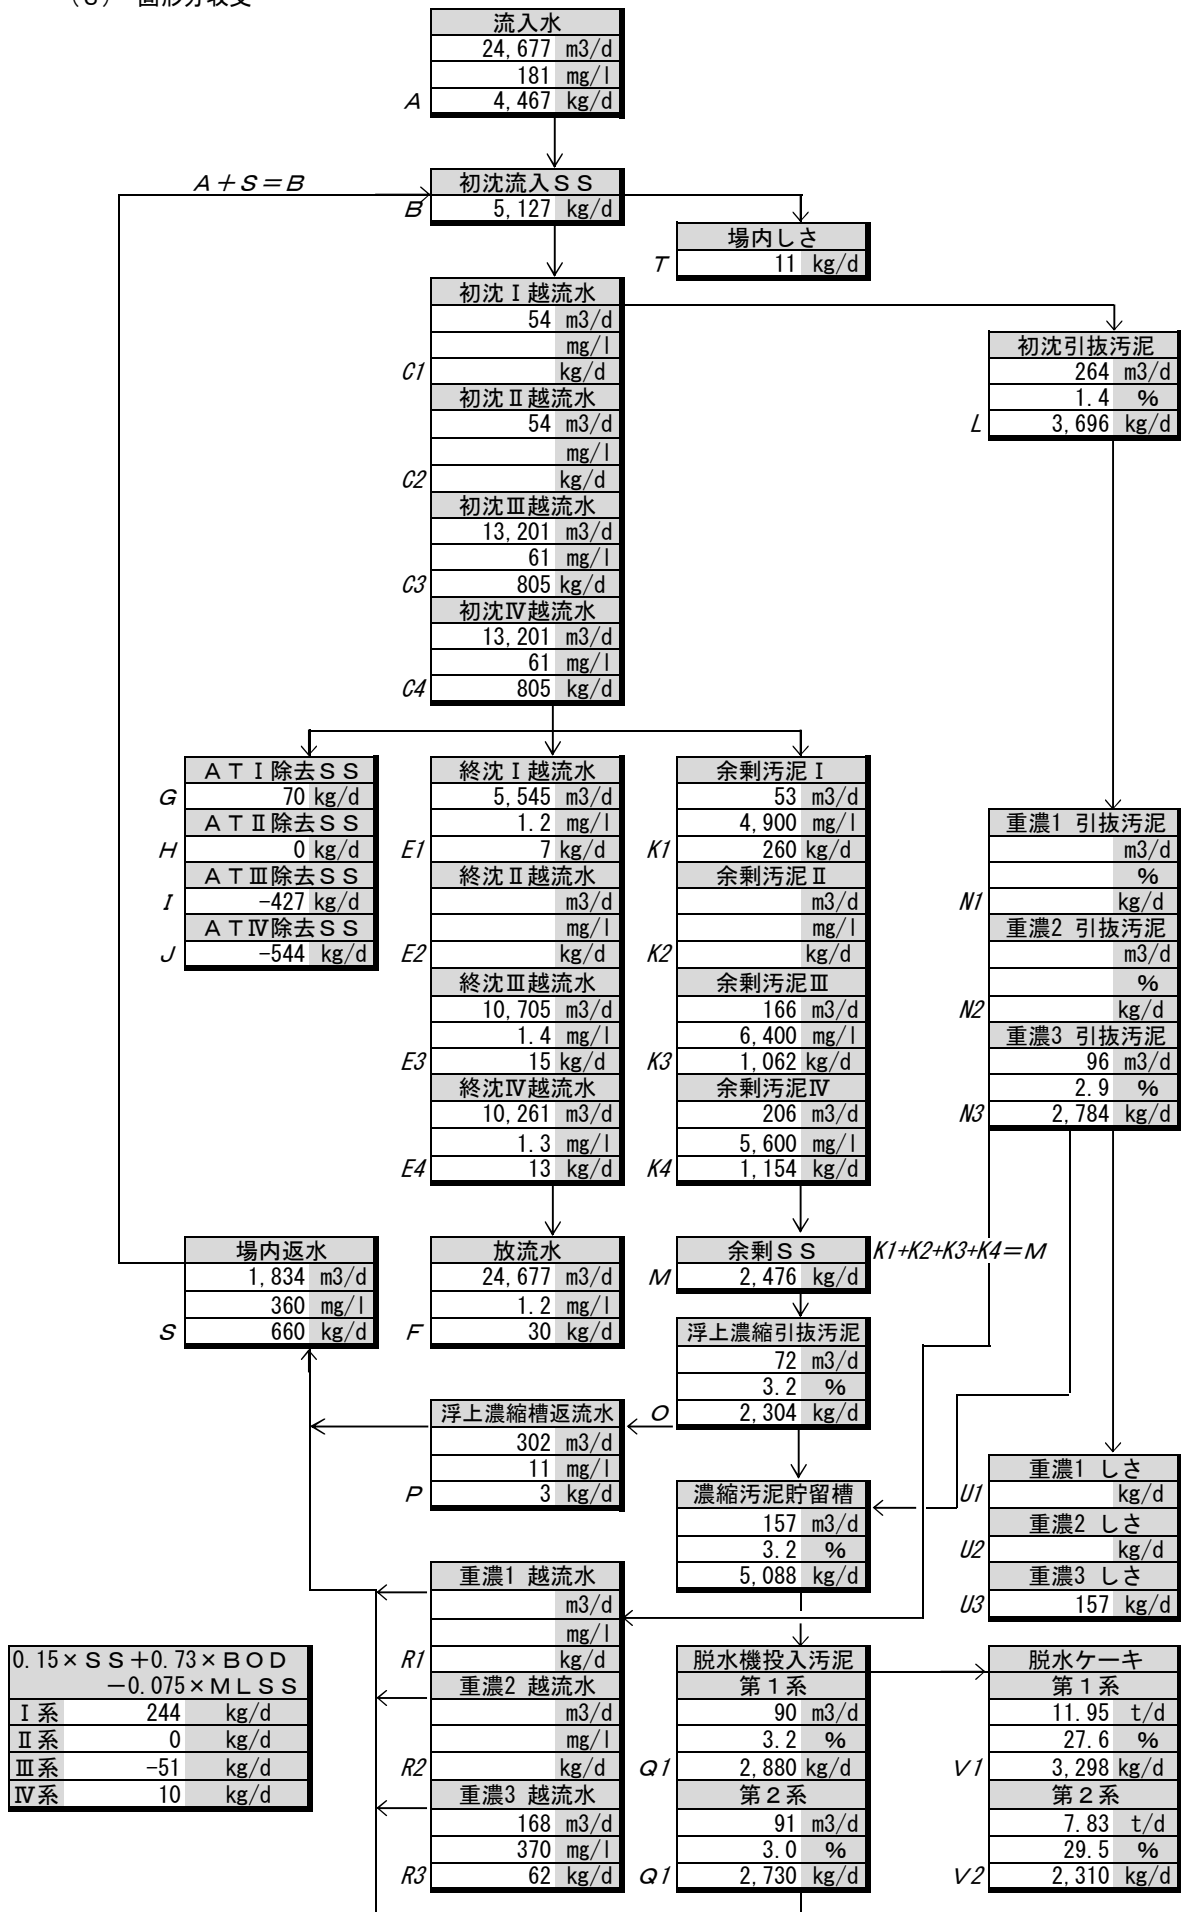 流入水
24,677 m3/d
181 mg/l
A 4,467 kg/d
A+S=B
初沈流入SS
B 5,127 kg/d
場内しさ
T 11 kg/d
初沈Ⅰ越流水
54 m3/d
mg/l
C1 kg/d
初沈Ⅱ越流水
54 m3/d
mg/l
C2 kg/d
初沈Ⅲ越流水
13,201 m3/d
61 mg/l
C3 805 kg/d
初沈Ⅳ越流水
13,201 m3/d
61 mg/l
C4 805 kg/d
初沈引抜汚泥
264 m3/d
1.4 %
L 3,696 kg/d
ATⅠ除去SS
G 70 kg/d
ATⅡ除去SS
H 0 kg/d
ATⅢ除去SS
I -427 kg/d
ATⅣ除去SS
J -544 kg/d
終沈Ⅰ越流水
5,545 m3/d
1.2 mg/l
E1 7 kg/d
終沈Ⅱ越流水
m3/d
mg/l
E2 kg/d
終沈Ⅲ越流水
10,705 m3/d
1.4 mg/l
E3 15 kg/d
終沈Ⅳ越流水
10,261 m3/d
1.3 mg/l
E4 13 kg/d
余剰汚泥Ⅰ
53 m3/d
4,900 mg/l
K1 260 kg/d
余剰汚泥Ⅱ
m3/d
mg/l
K2 kg/d
余剰汚泥Ⅲ
166 m3/d
6,400 mg/l
K3 1,062 kg/d
余剰汚泥Ⅳ
206 m3/d
5,600 mg/l
K4 1,154 kg/d
重濃1 引抜汚泥
m3/d
%
N1 kg/d
重濃2 引抜汚泥
m3/d
%
N2 kg/d
重濃3 引抜汚泥
96 m3/d
2.9 %
N3 2,784 kg/d
場内返水
1,834 m3/d
360 mg/l
S 660 kg/d
放流水
24,677 m3/d
1.2 mg/l
F 30 kg/d
余剰SS
M 2,476 kg/d
K1+K2+K3+K4=M
浮上濃縮引抜汚泥
72 m3/d
3.2 %
O 2,304 kg/d
浮上濃縮槽返流水
302 m3/d
11 mg/l
P 3 kg/d
濃縮汚泥貯留槽
157 m3/d
3.2 %
5,088 kg/d
重濃1 しさ
U1 kg/d
重濃2 しさ
U2 kg/d
重濃3 しさ
U3 157 kg/d
重濃1 越流水
m3/d
mg/l
R1 kg/d
重濃2 越流水
m3/d
mg/l
R2 kg/d
重濃3 越流水
168 m3/d
370 mg/l
R3 62 kg/d
脱水機投入汚泥
第1系
90 m3/d
3.2 %
Q1 2,880 kg/d
第2系
91 m3/d
3.0 %
Q1 2,730 kg/d
脱水ケーキ
第1系
11.95 t/d
27.6 %
V1 3,298 kg/d
第2系
7.83 t/d
29.5 %
V2 2,310 kg/d
0.15×SS+0.73×BOD
-0.075×MLSS
Ⅰ系 244 kg/d
Ⅱ系 0 kg/d
Ⅲ系 -51 kg/d
Ⅳ系 10 kg/d